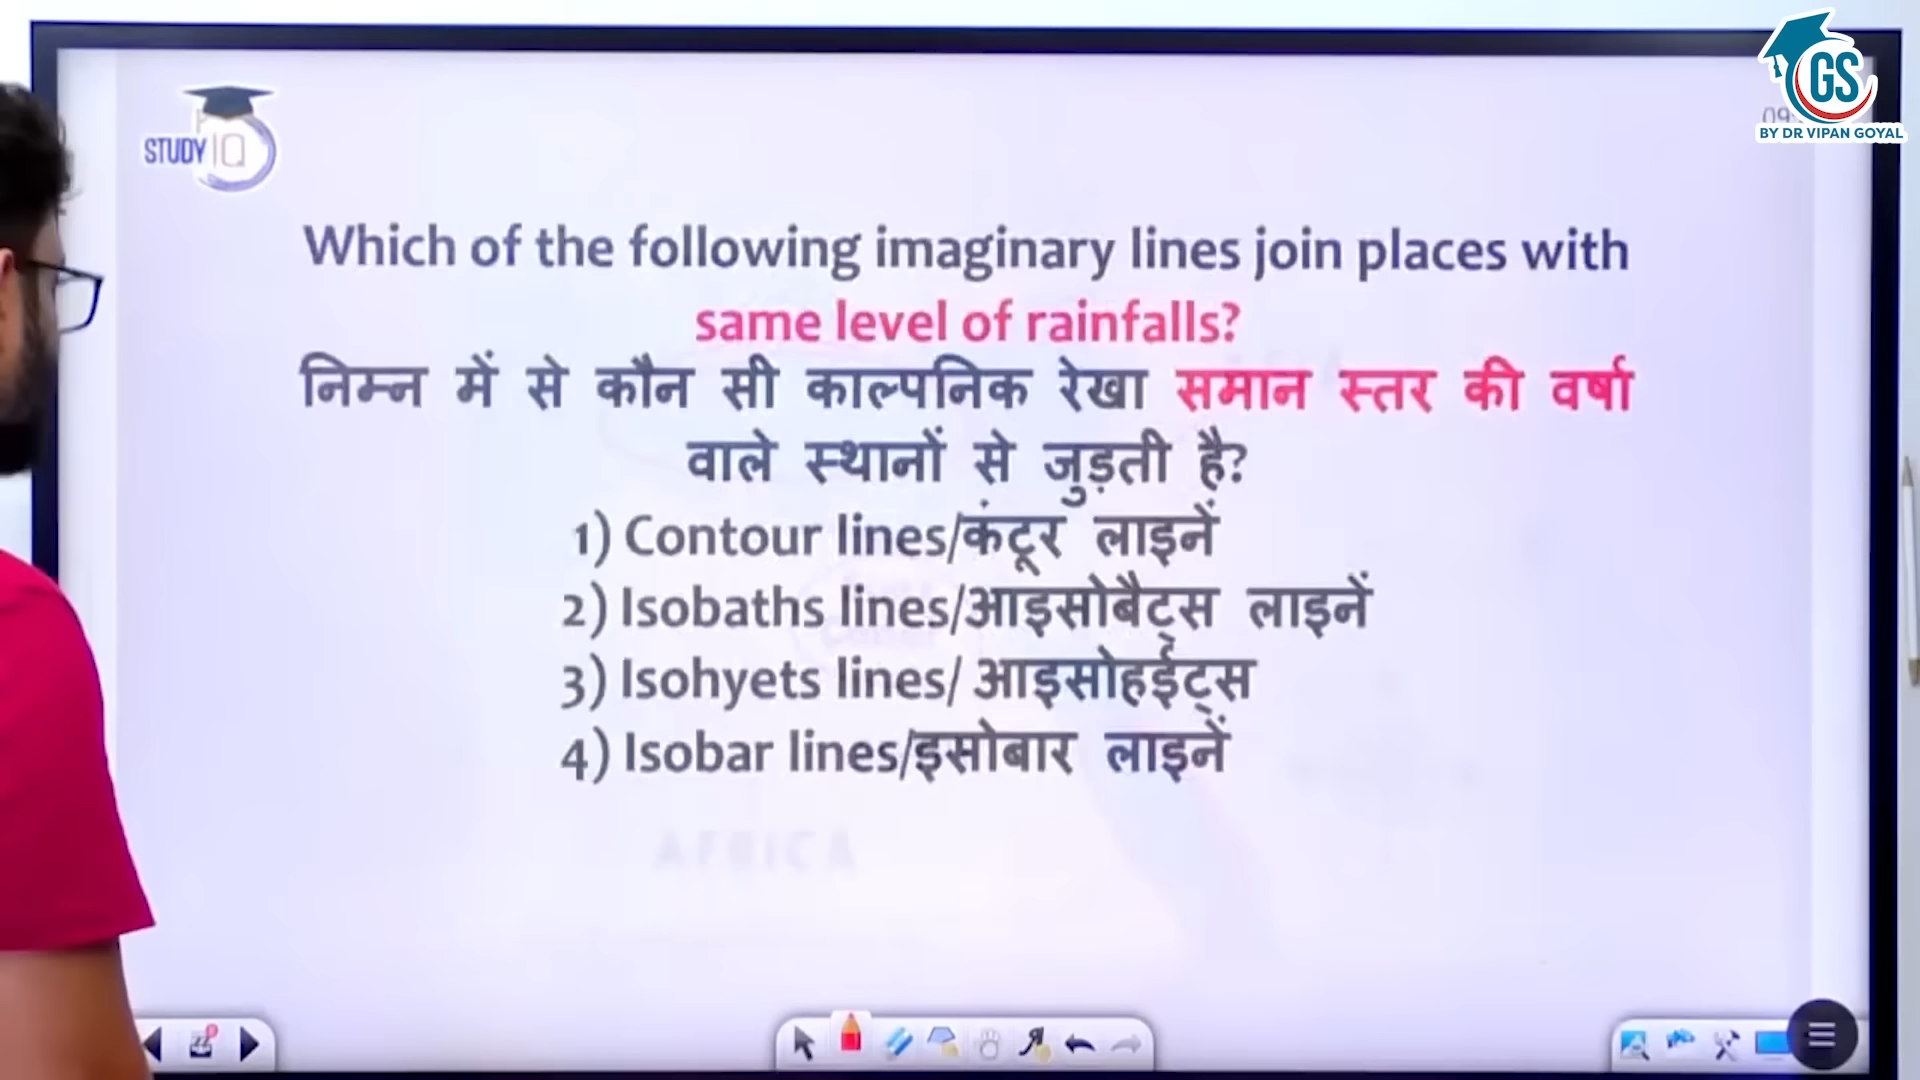 STUDY IQ
GS
BY DR VIPAN GOYAL
Which of the following imaginary lines join places with
same level of rainfalls?
निम्न में से कौन सी काल्पनिक रेखा समान स्तर की वर्षा
वाले स्थानों से जुड़ती है?
1) Contour lines/कंटूर लाइनें
2) Isobaths lines/आइसोबैट्स लाइनें
3) Isohyets lines/ आइसोहईट्स
4) Isobar lines/इसोबार लाइनें
AFRICA